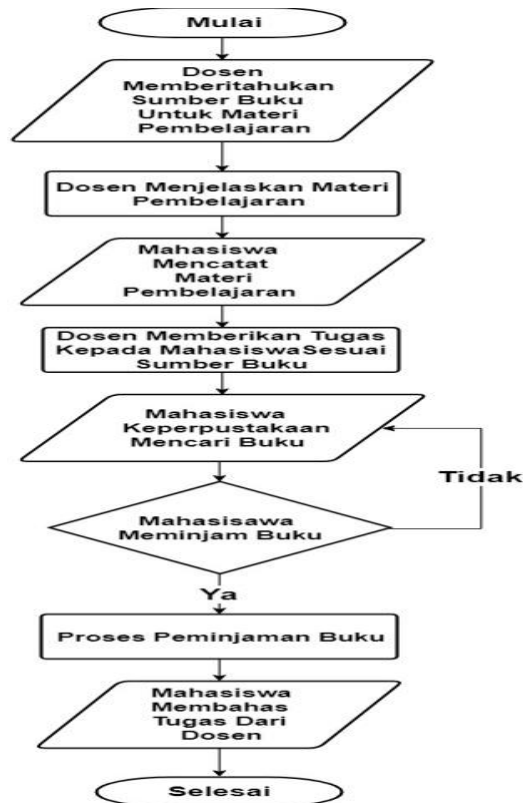 Mulai
Dosen
Memberitahukan
Sumber Buku
Untuk Materi
Pembelajaran
Dosen Menjelaskan Materi
Pembelajaran
Mahasiswa
Mencatat
Materi
Pembelajaran
Dosen Memberikan Tugas
Kepada MahasiswaSesuai
Sumber Buku
Mahasiswa
Keperpustakaan
Mencari Buku
Tidak
Mahasisawa
Meminjam Buku
Ya
Proses Peminjaman Buku
Mahasiswa
Membahas
Tugas Dari
Dosen
Selesai